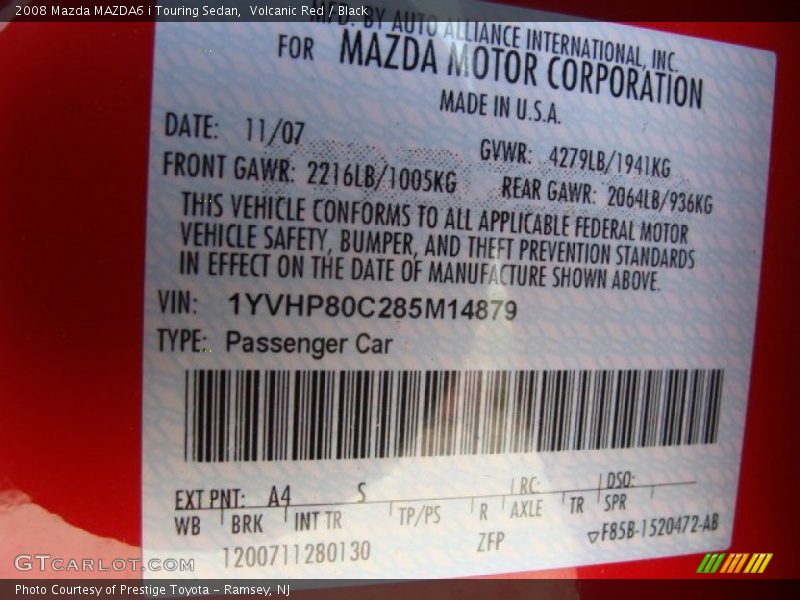 2008 Mazda MAZDA6 i Touring Sedan,  Volcanic Red / Black
MFD. BY AUTO ALLIANCE INTERNATIONAL, INC.
FOR MAZDA MOTOR CORPORATION
MADE IN U.S.A.
DATE: 11/07 GVWR: 4279LB/1941KG
FRONT GAWR: 2216LB/1005KG REAR GAWR: 2064LB/936KG
THIS VEHICLE CONFORMS TO ALL APPLICABLE FEDERAL MOTOR
VEHICLE SAFETY, BUMPER, AND THEFT PREVENTION STANDARDS
IN EFFECT ON THE DATE OF MANUFACTURE SHOWN ABOVE.
VIN: 1YVHP80C285M14879
TYPE: Passenger Car
EXT PNT: A4 S RC: DSO:
WB BRK INT TR TP/PS R AXLE TR SPR
1200711280130 ZFP ▽F85B-1520472-AB
GTCARLOT.COM
Photo Courtesy of Prestige Toyota - Ramsey, NJ